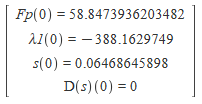 Fp(0) = 58.8473936203482
λ1(0) = −388.1629749
s(0) = 0.06468645898
D(s)(0) = 0